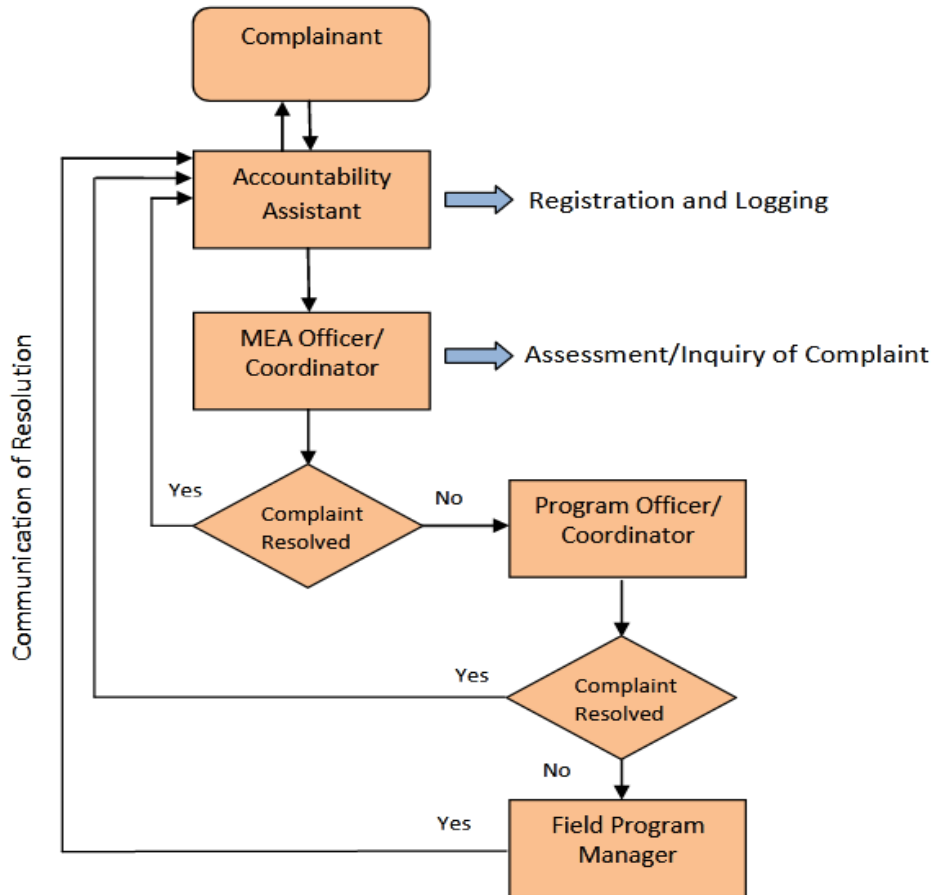 Complainant
Accountability
Assistant
Registration and Logging
MEA Officer/
Coordinator
Assessment/Inquiry of Complaint
Communication of Resolution
Yes
Complaint
Resolved
No
Program Officer/
Coordinator
Yes
Complaint
Resolved
No
Yes
Field Program
Manager